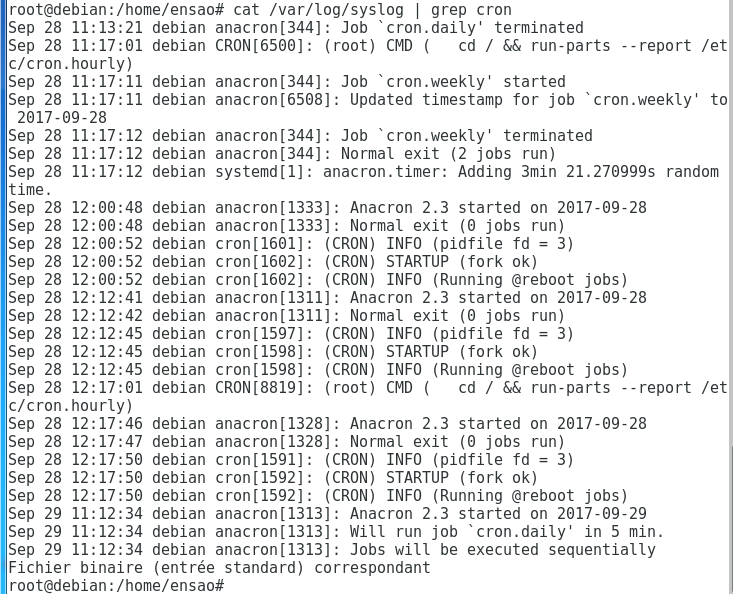 root@debian:/home/ensao# cat /var/log/syslog | grep cron
Sep 28 11:13:21 debian anacron[344]: Job `cron.daily' terminated
Sep 28 11:17:01 debian CRON[6500]: (root) CMD (   cd / && run-parts --report /et
c/cron.hourly)
Sep 28 11:17:11 debian anacron[344]: Job `cron.weekly' started
Sep 28 11:17:11 debian anacron[6508]: Updated timestamp for job `cron.weekly' to
 2017-09-28
Sep 28 11:17:12 debian anacron[344]: Job `cron.weekly' terminated
Sep 28 11:17:12 debian anacron[344]: Normal exit (2 jobs run)
Sep 28 11:17:12 debian systemd[1]: anacron.timer: Adding 3min 21.270999s random
time.
Sep 28 12:00:48 debian anacron[1333]: Anacron 2.3 started on 2017-09-28
Sep 28 12:00:48 debian anacron[1333]: Normal exit (0 jobs run)
Sep 28 12:00:52 debian cron[1601]: (CRON) INFO (pidfile fd = 3)
Sep 28 12:00:52 debian cron[1602]: (CRON) STARTUP (fork ok)
Sep 28 12:00:52 debian cron[1602]: (CRON) INFO (Running @reboot jobs)
Sep 28 12:12:41 debian anacron[1311]: Anacron 2.3 started on 2017-09-28
Sep 28 12:12:42 debian anacron[1311]: Normal exit (0 jobs run)
Sep 28 12:12:45 debian cron[1597]: (CRON) INFO (pidfile fd = 3)
Sep 28 12:12:45 debian cron[1598]: (CRON) STARTUP (fork ok)
Sep 28 12:12:45 debian cron[1598]: (CRON) INFO (Running @reboot jobs)
Sep 28 12:17:01 debian CRON[8819]: (root) CMD (   cd / && run-parts --report /et
c/cron.hourly)
Sep 28 12:17:46 debian anacron[1328]: Anacron 2.3 started on 2017-09-28
Sep 28 12:17:47 debian anacron[1328]: Normal exit (0 jobs run)
Sep 28 12:17:50 debian cron[1591]: (CRON) INFO (pidfile fd = 3)
Sep 28 12:17:50 debian cron[1592]: (CRON) STARTUP (fork ok)
Sep 28 12:17:50 debian cron[1592]: (CRON) INFO (Running @reboot jobs)
Sep 29 11:12:34 debian anacron[1313]: Anacron 2.3 started on 2017-09-29
Sep 29 11:12:34 debian anacron[1313]: Will run job `cron.daily' in 5 min.
Sep 29 11:12:34 debian anacron[1313]: Jobs will be executed sequentially
Fichier binaire (entrée standard) correspondant
root@debian:/home/ensao#